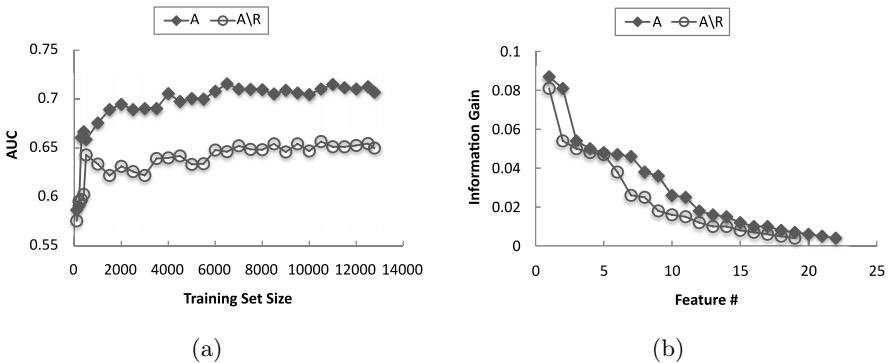 A A\R
0.75
0.7
0.65
0.6
0.55
AUC
0 2000 4000 6000 8000 10000 12000 14000
Training Set Size
(a)
A A\R
0.1
0.08
0.06
0.04
0.02
0
Information Gain
0 5 10 15 20 25
Feature #
(b)